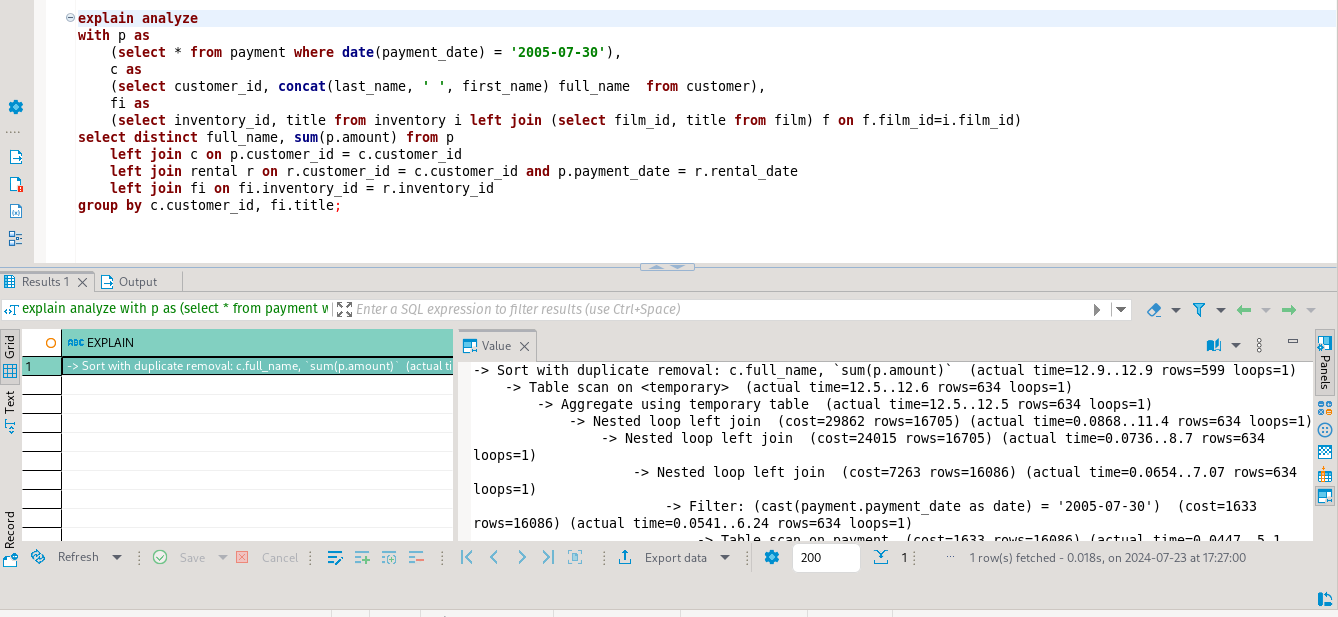 explain analyze
with p as
(select * from payment where date(payment_date) = '2005-07-30'),
c as
(select customer_id, concat(last_name, ' ', first_name) full_name  from customer),
fi as
(select inventory_id, title from inventory i left join (select film_id, title from film) f on f.film_id=i.film_id)
select distinct full_name, sum(p.amount) from p
left join c on p.customer_id = c.customer_id
left join rental r on r.customer_id = c.customer_id and p.payment_date = r.rental_date
left join fi on fi.inventory_id = r.inventory_id
group by c.customer_id, fi.title;
Results 1
Output
explain analyze with p as (select * from payment w
Enter a SQL expression to filter results (use Ctrl+Space)
Grid
Text
Record
ABC EXPLAIN
1
-> Sort with duplicate removal: c.full_name, `sum(p.amount)`  (actual ti
Value
-> Sort with duplicate removal: c.full_name, `sum(p.amount)`  (actual time=12.9..12.9 rows=599 loops=1)
-> Table scan on <temporary>  (actual time=12.5..12.6 rows=634 loops=1)
-> Aggregate using temporary table  (actual time=12.5..12.5 rows=634 loops=1)
-> Nested loop left join  (cost=29862 rows=16705) (actual time=0.0868..11.4 rows=634 loops=1)
-> Nested loop left join  (cost=24015 rows=16705) (actual time=0.0736..8.7 rows=634
loops=1)
-> Nested loop left join  (cost=7263 rows=16086) (actual time=0.0654..7.07 rows=634
loops=1)
-> Filter: (cast(payment.payment_date as date) = '2005-07-30')  (cost=1633
rows=16086) (actual time=0.0541..6.24 rows=634 loops=1)
-> Table scan on payment  (cost=1633 rows=16086) (actual time=0.0447..5.1
Panels
Refresh
Save
Cancel
Export data
200
1
1 row(s) fetched - 0.018s, on 2024-07-23 at 17:27:00